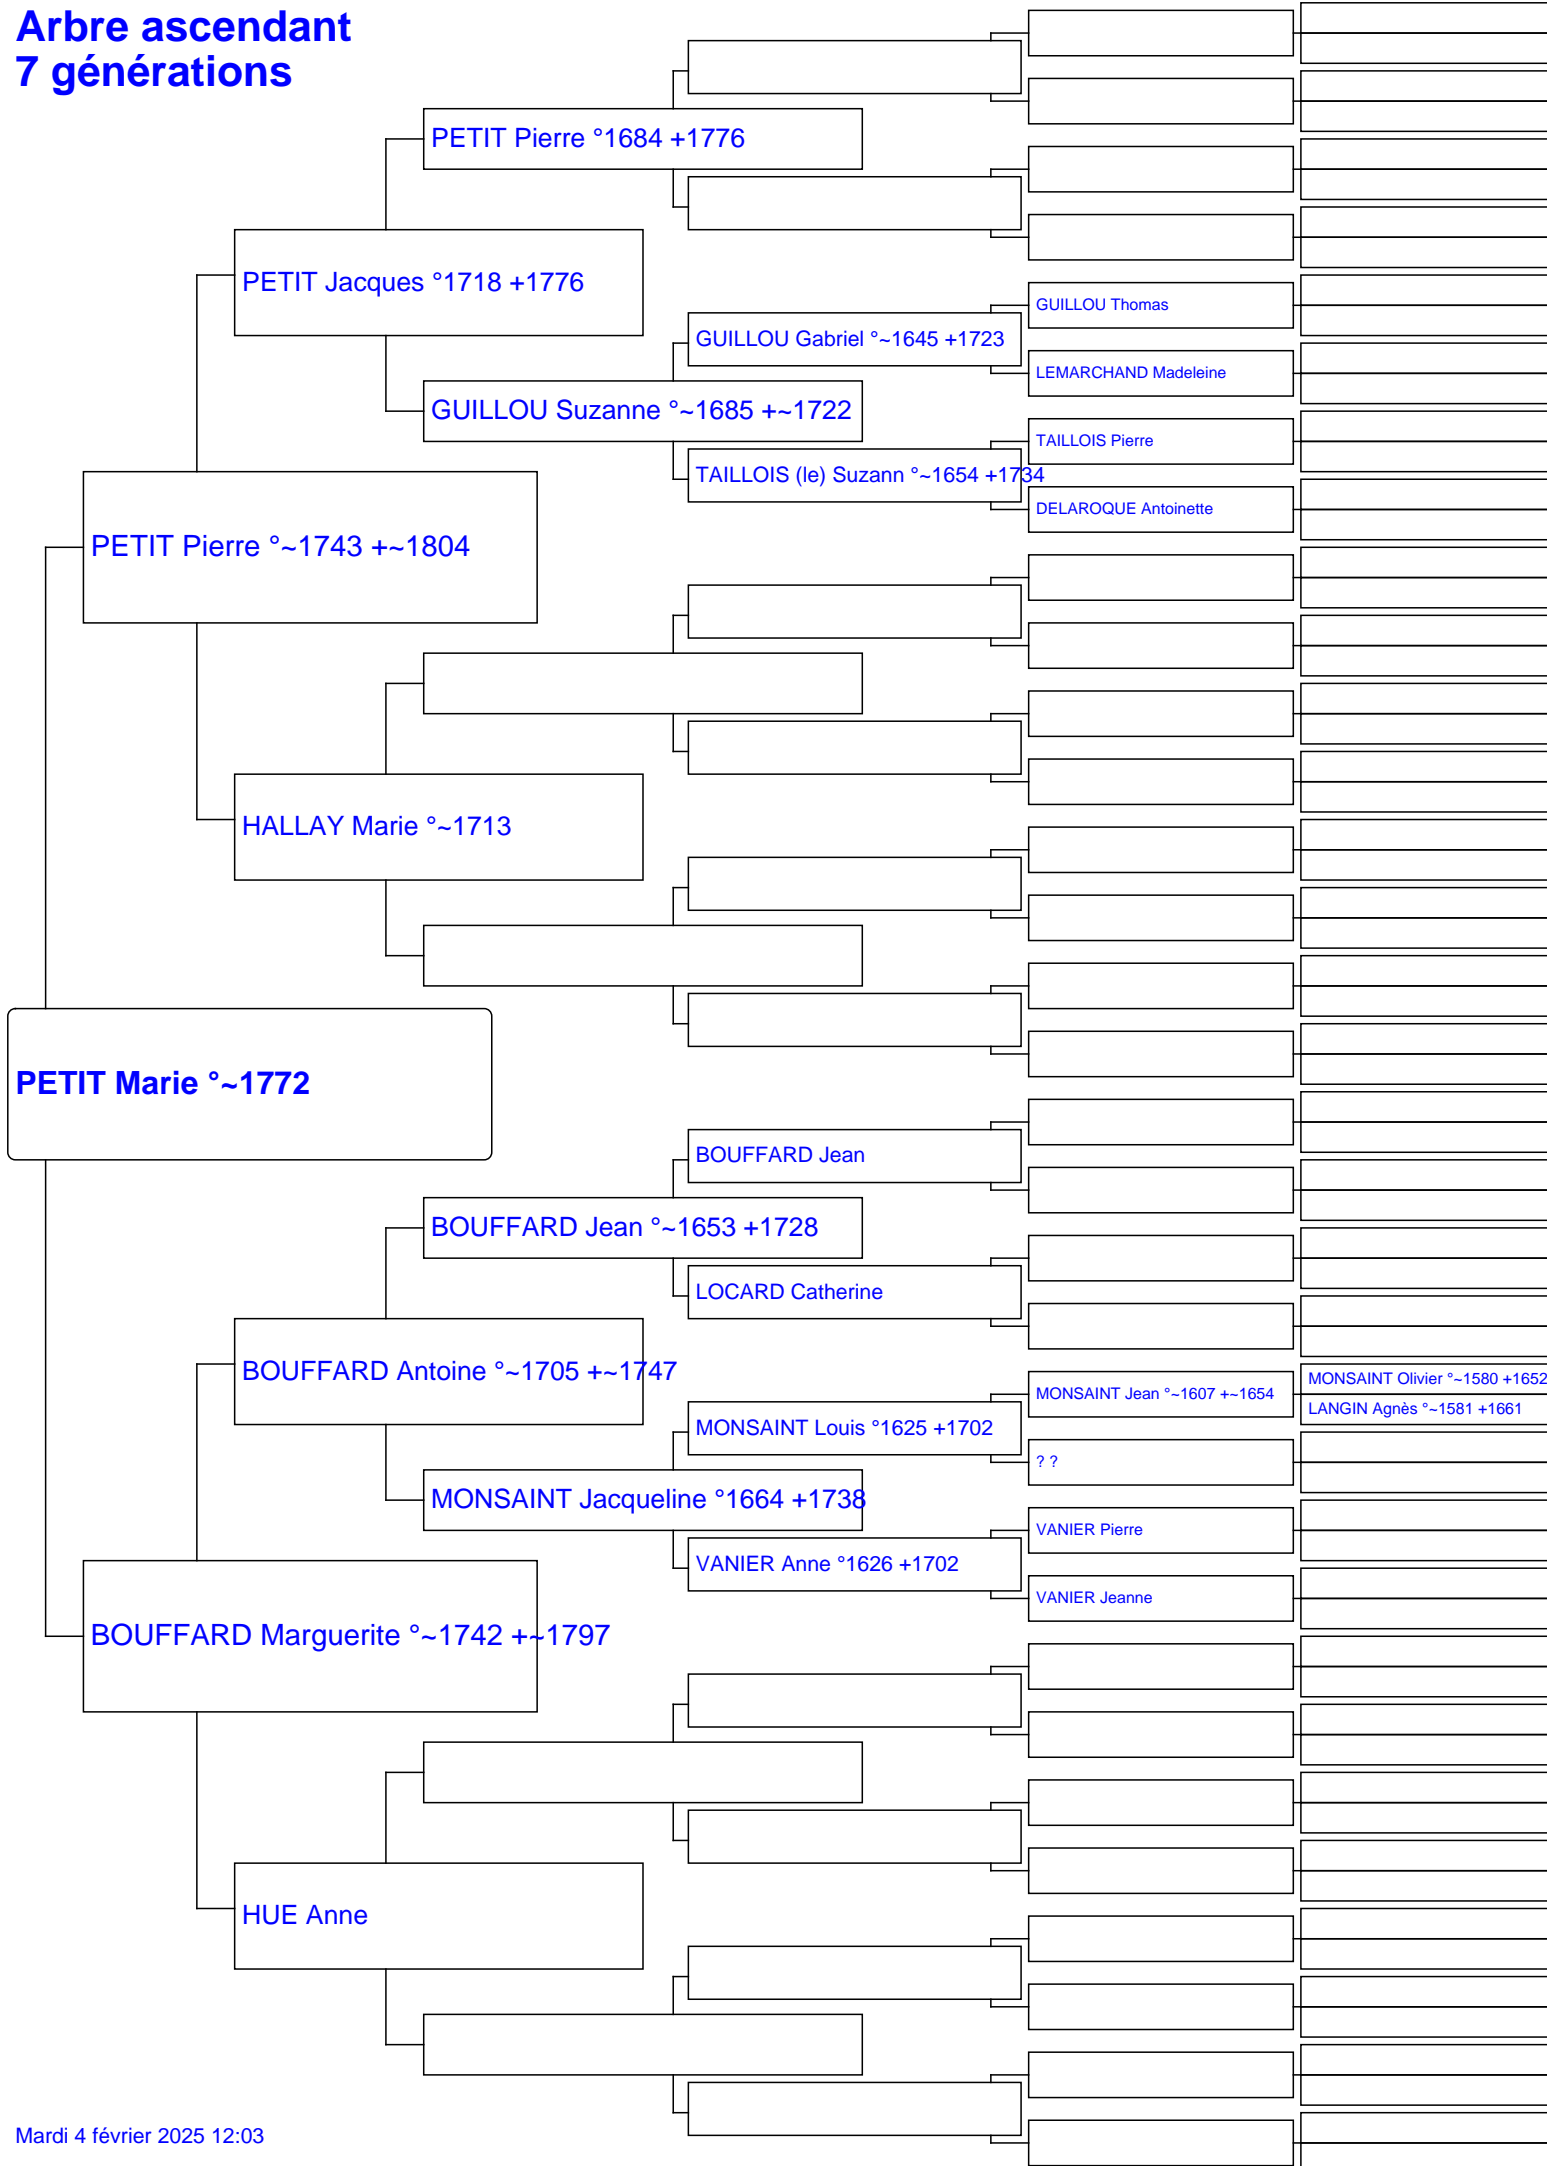 Arbre ascendant
7 générations
PETIT Pierre °1684 +1776
PETIT Jacques °1718 +1776
GUILLOU Thomas
GUILLOU Gabriel °~1645 +1723
LEMARCHAND Madeleine
GUILLOU Suzanne °~1685 +~1722
TAILLOIS Pierre
TAILLOIS (le) Suzann °~1654 +1734
DELAROQUE Antoinette
PETIT Pierre °~1743 +~1804
HALLAY Marie °~1713
PETIT Marie °~1772
BOUFFARD Jean
BOUFFARD Jean °~1653 +1728
LOCARD Catherine
BOUFFARD Antoine °~1705 +~1747
MONSAINT Olivier °~1580 +1652
MONSAINT Jean °~1607 +~1654
LANGIN Agnès °~1581 +1661
MONSAINT Louis °1625 +1702
? ?
MONSAINT Jacqueline °1664 +1738
VANIER Pierre
VANIER Anne °1626 +1702
VANIER Jeanne
BOUFFARD Marguerite °~1742 +~1797
HUE Anne
Mardi 4 février 2025 12:03